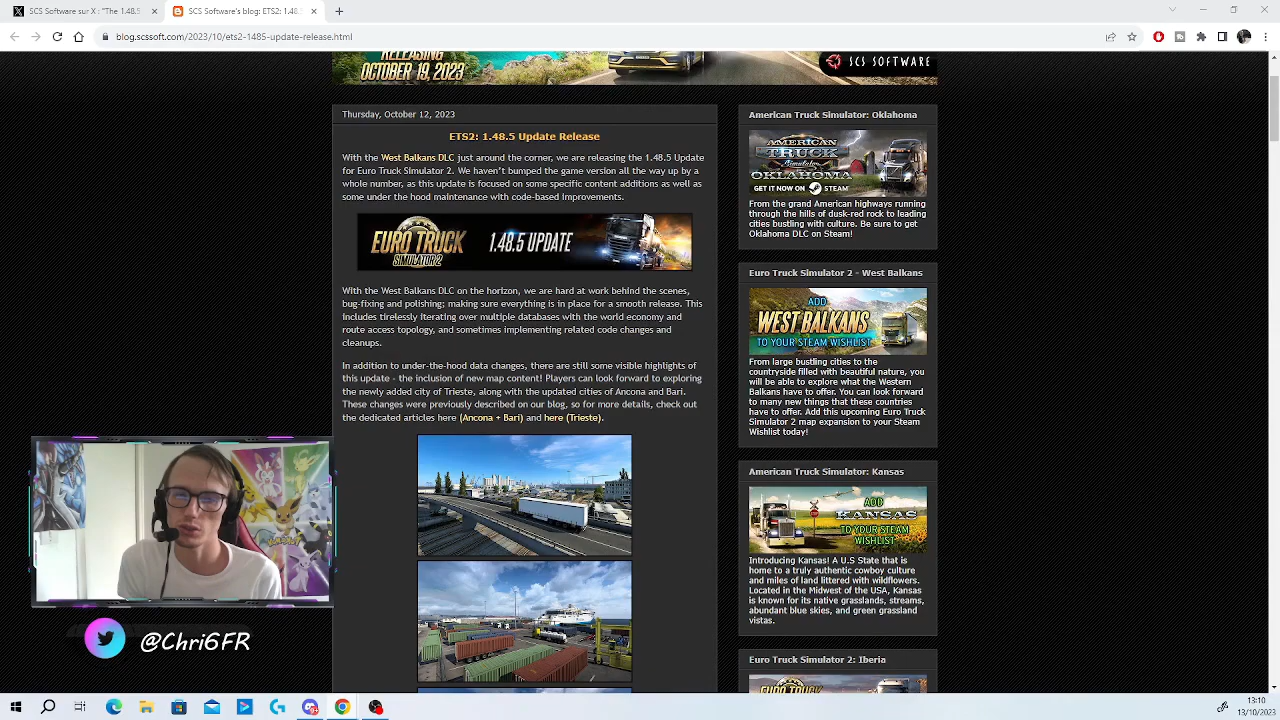 SCS Software sur X : "The 1.48.5
SCS Software's blog: ETS2: 1.48.
blog.scssoft.com/2023/10/ets2-1485-update-release.html
RELEASING
OCTOBER 19, 2023
SCS SOFTWARE
Thursday, October 12, 2023
ETS2: 1.48.5 Update Release
With the West Balkans DLC just around the corner, we are releasing the 1.48.5 Update
for Euro Truck Simulator 2. We haven't bumped the game version all the way up by a
whole number, as this update is focused on some specific content additions as well as
some under the hood maintenance with code-based improvements.
EURO TRUCK
SIMULATOR 2
1.48.5 UPDATE
With the West Balkans DLC on the horizon, we are hard at work behind the scenes,
bug-fixing and polishing; making sure everything is in place for a smooth release. This
includes tirelessly iterating over multiple databases with the world economy and
route access topology, and sometimes implementing related code changes and
cleanups.
In addition to under-the-hood data changes, there are still some visible highlights of
this update - the inclusion of new map content! Players can look forward to exploring
the newly added city of Trieste, along with the updated cities of Ancona and Bari.
These changes were previously described on our blog, so for more details, check out
the dedicated articles here (Ancona + Bari) and here (Trieste).
American Truck Simulator: Oklahoma
AMERICAN
TRUCK
SIMULATOR
OKLAHOMA
GET IT NOW ON STEAM
From the grand American highways running
through the hills of dusk-red rock to leading
cities bustling with culture. Be sure to get
Oklahoma DLC on Steam!
Euro Truck Simulator 2 - West Balkans
ADD
WEST BALKANS
TO YOUR STEAM WISHLIST
From large bustling cities to the
countryside filled with beautiful nature, you
will be able to explore what the Western
Balkans have to offer. You can look forward
to many new things that these countries
have to offer. Add this upcoming Euro Truck
Simulator 2 map expansion to your Steam
Wishlist today!
American Truck Simulator: Kansas
ADD
KANSAS
TO YOUR STEAM
WISHLIST
Introducing Kansas! A U.S State that is
home to a truly authentic cowboy culture
and miles of land littered with wildflowers.
Located in the Midwest of the USA, Kansas
is known for its native grasslands, streams,
abundant blue skies, and green grassland
vistas.
Euro Truck Simulator 2: Iberia
@Chri6FR
13:10
13/10/2023